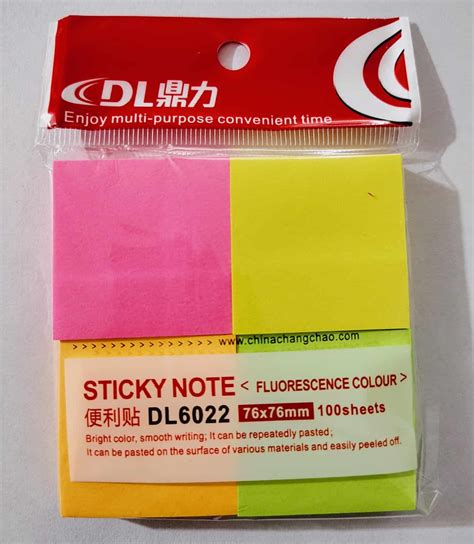 CDL鼎力
Enjoy multi-purpose convenient time
>>>>>>>>>>>>>>>>> www.chinachangchao.com
STICKY NOTE < FLUORESCENCE COLOUR >
便利贴 DL6022 76x76mm 100sheets
Bright color, smooth writing; It can be repeatedly pasted;
It can be pasted on the surface of various materials and easily peeled off.